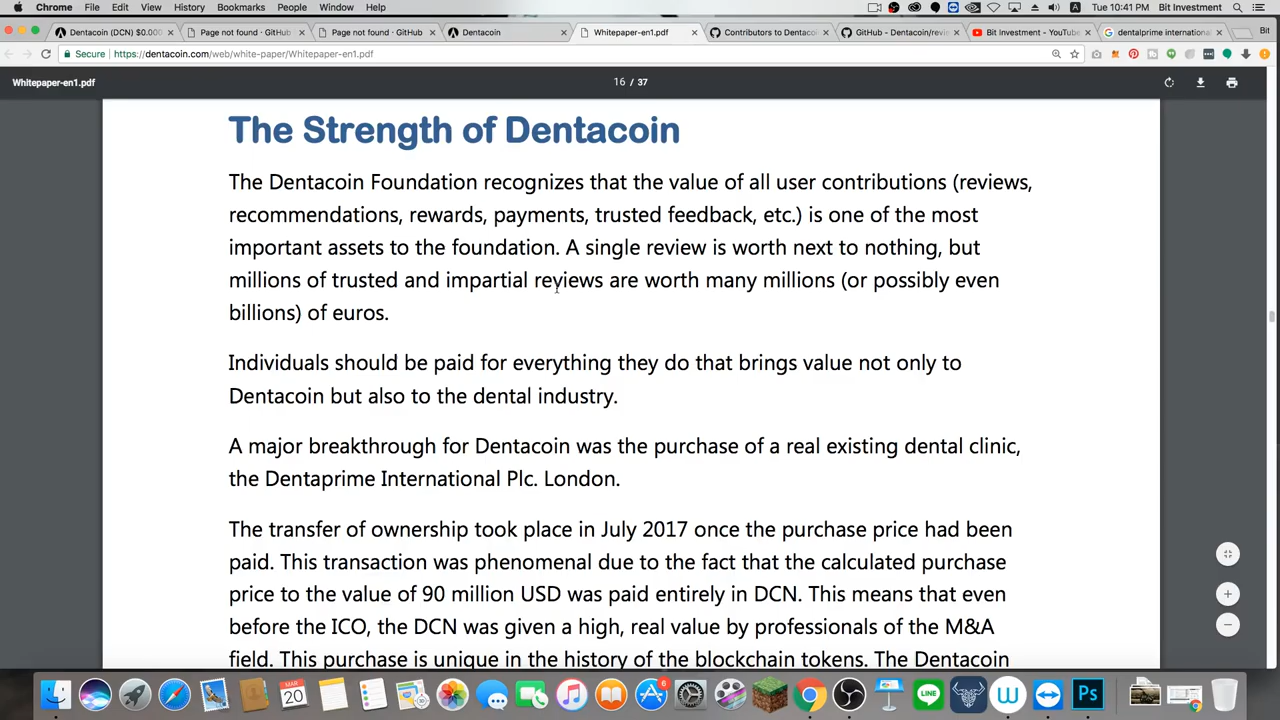 Chrome File Edit View History Bookmarks People Window Help Tue 10:41 PM Bit Investment
Dentacoin (DCN) $0.000 Page not found · GitHub Page not found · GitHub Dentacoin Whitepaper-en1.pdf Contributors to Dentaco GitHub - Dentacoin/revie Bit Investment - YouTube dentalprime internationa Bit
Secure https://dentacoin.com/web/white-paper/Whitepaper-en1.pdf
Whitepaper-en1.pdf 16 / 37
The Strength of Dentacoin
The Dentacoin Foundation recognizes that the value of all user contributions (reviews,
recommendations, rewards, payments, trusted feedback, etc.) is one of the most
important assets to the foundation. A single review is worth next to nothing, but
millions of trusted and impartial reviews are worth many millions (or possibly even
billions) of euros.
Individuals should be paid for everything they do that brings value not only to
Dentacoin but also to the dental industry.
A major breakthrough for Dentacoin was the purchase of a real existing dental clinic,
the Dentaprime International Plc. London.
The transfer of ownership took place in July 2017 once the purchase price had been
paid. This transaction was phenomenal due to the fact that the calculated purchase
price to the value of 90 million USD was paid entirely in DCN. This means that even
before the ICO, the DCN was given a high, real value by professionals of the M&A
field. This purchase is unique in the history of the blockchain tokens. The Dentacoin
MAR
20
6
LINE
W
Ps